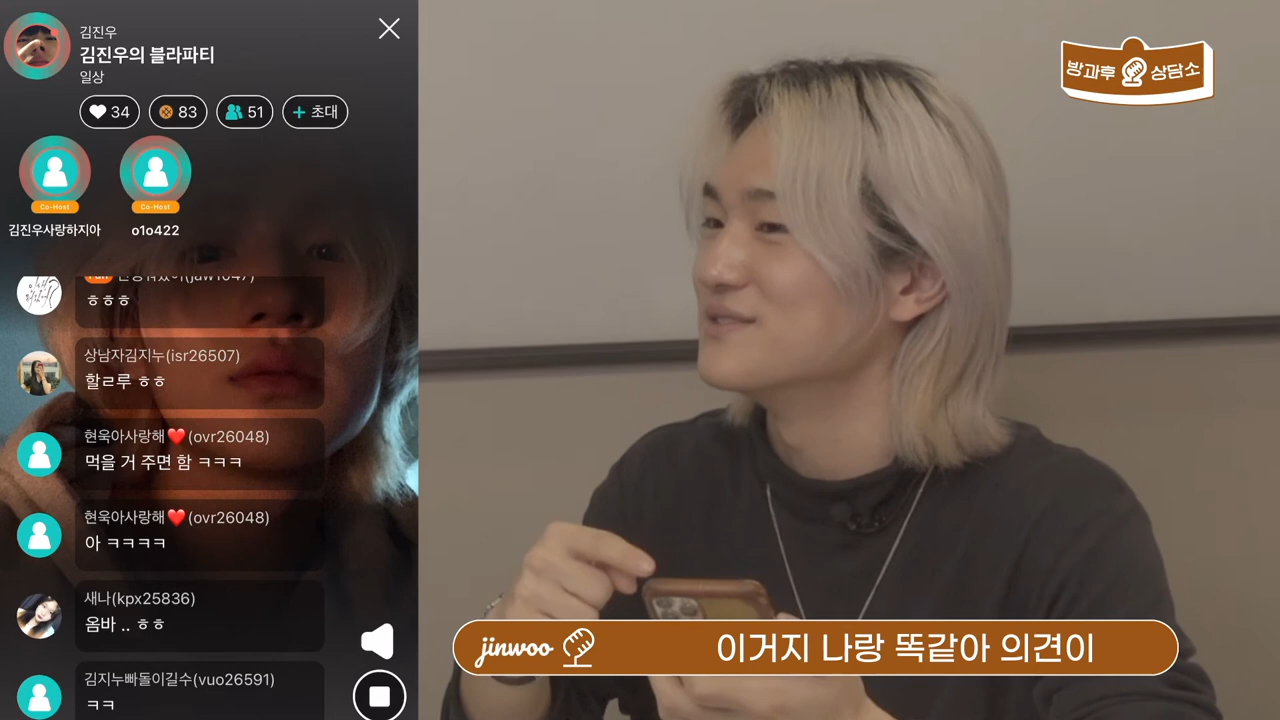 김진우
김진우의 블라파티
일상
34
83
51
+ 초대
Co-Host
Co-Host
김진우사랑하지아
o1o422
ㅎㅎㅎ
상남자김지누(isr26507)
할ㄹ루 ㅎㅎ
현욱아사랑해❤️(ovr26048)
먹을 거 주면 함 ㅋㅋㅋ
현욱아사랑해❤️(ovr26048)
아 ㅋㅋㅋㅋ
새나(kpx25836)
옴바 .. ㅎㅎ
김지누빠돌이길수(vuo26591)
ㅋㅋ
방과후 상담소
jinwoo
이거지 나랑 똑같아 의견이